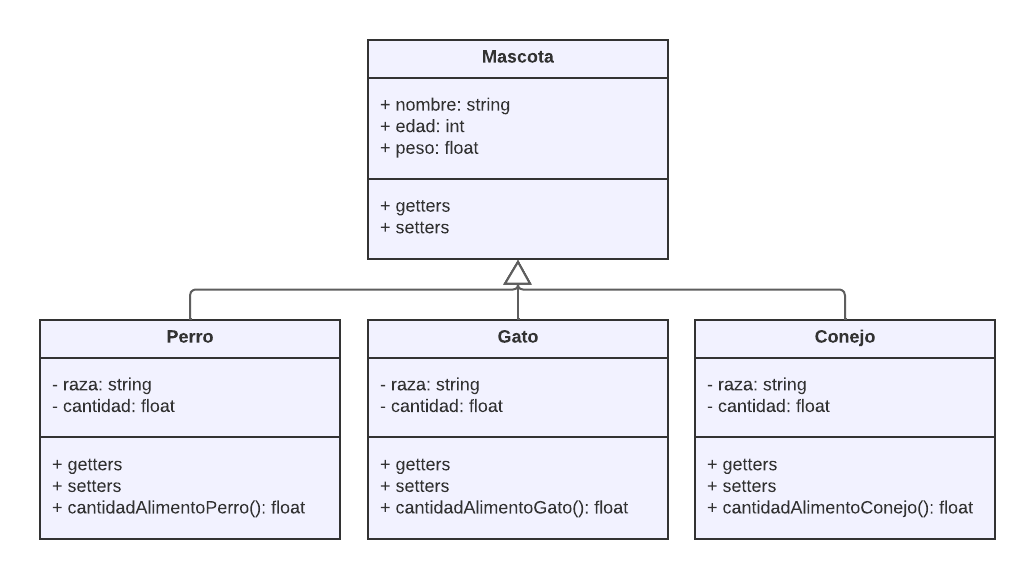 Mascota
+ nombre: string
+ edad: int
+ peso: float
+ getters
+ setters
Perro
- raza: string
- cantidad: float
+ getters
+ setters
+ cantidadAlimentoPerro(): float
Gato
- raza: string
- cantidad: float
+ getters
+ setters
+ cantidadAlimentoGato(): float
Conejo
- raza: string
- cantidad: float
+ getters
+ setters
+ cantidadAlimentoConejo(): float